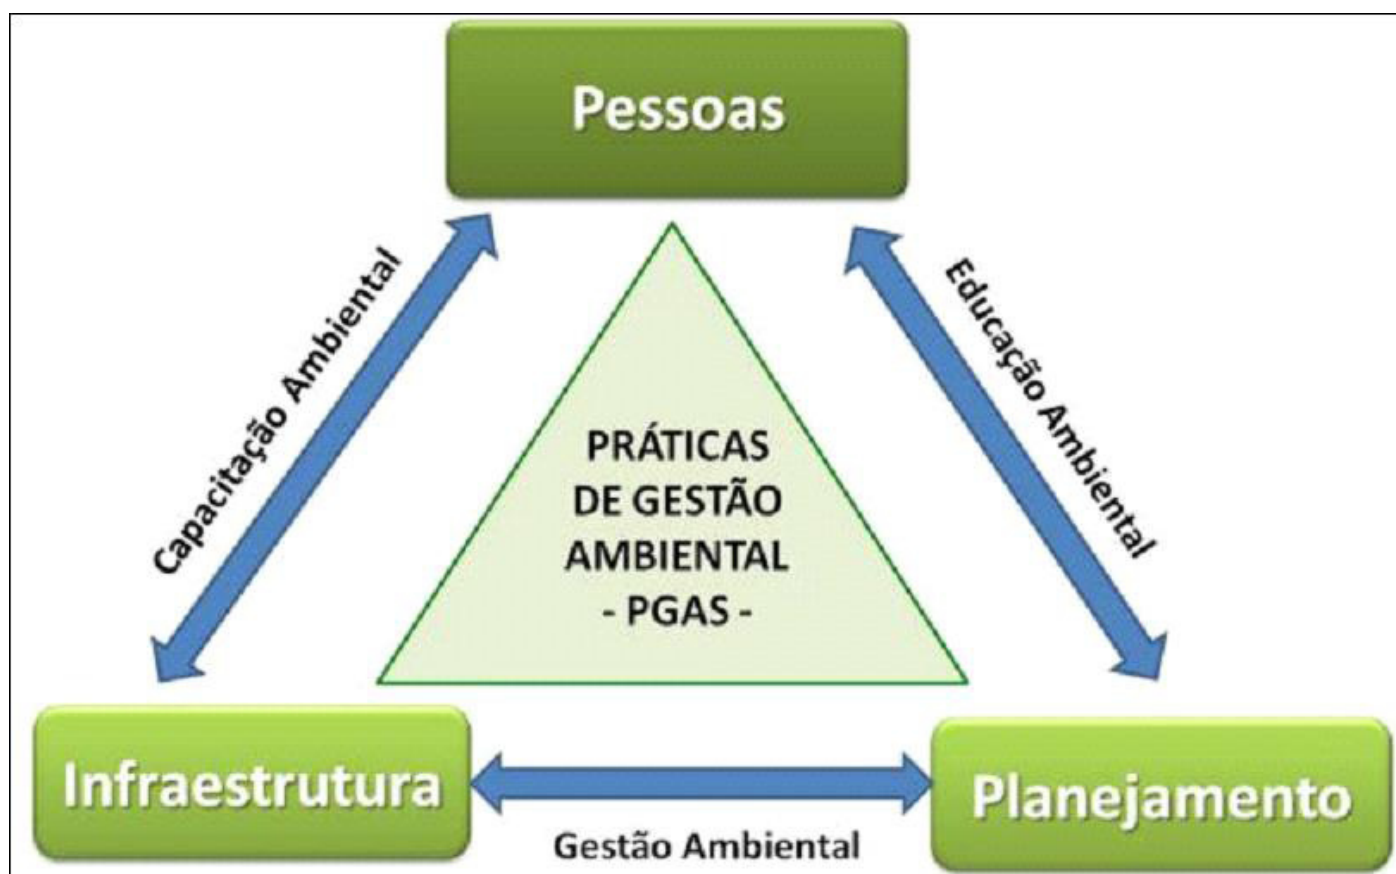 Pessoas
Capacitação Ambiental
Educação Ambiental
PRÁTICAS
DE GESTÃO
AMBIENTAL
- PGAS -
Infraestrutura
Planejamento
Gestão Ambiental